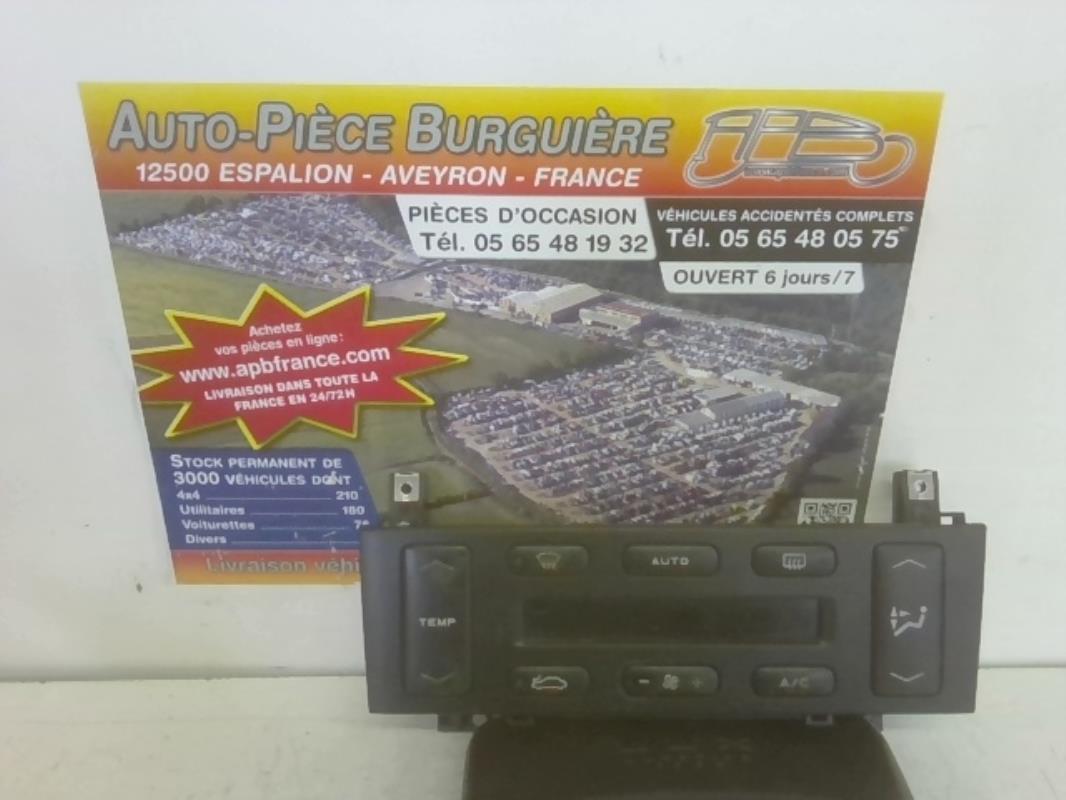 AUTO-PIÈCE BURGUIÈRE
12500 ESPALION - AVEYRON - FRANCE
PIÈCES D'OCCASION
Tél. 05 65 48 19 32
VÉHICULES ACCIDENTÉS COMPLETS
Tél. 05 65 48 05 75
OUVERT 6 jours/7
Achetez
vos pièces en ligne:
www.apbfrance.com
LIVRAISON DANS TOUTE LA
FRANCE EN 24/72H
STOCK PERMANENT DE
3000 VÉHICULES DONT
4x4 210
Utilitaires 180
Voiturettes
Divers
Livraison
AUTO
TEMP
- +
A/C